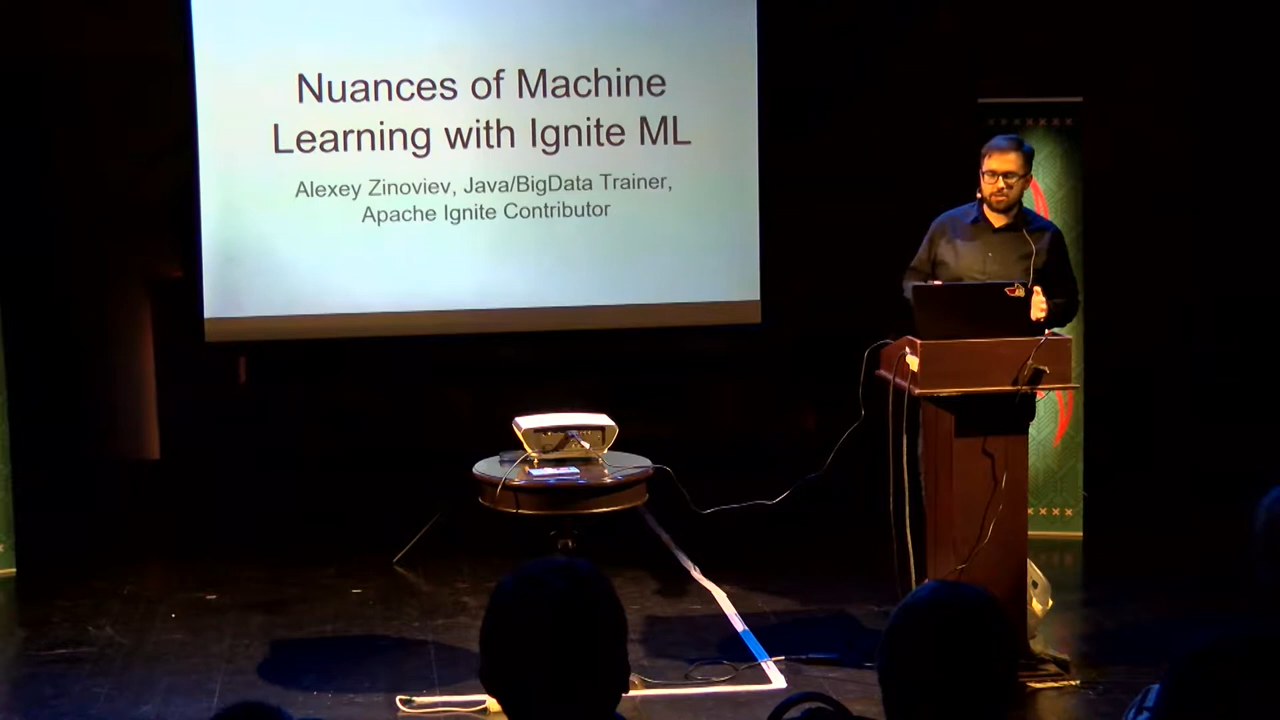 Nuances of Machine
Learning with Ignite ML
Alexey Zinoviev, Java/BigData Trainer,
Apache Ignite Contributor